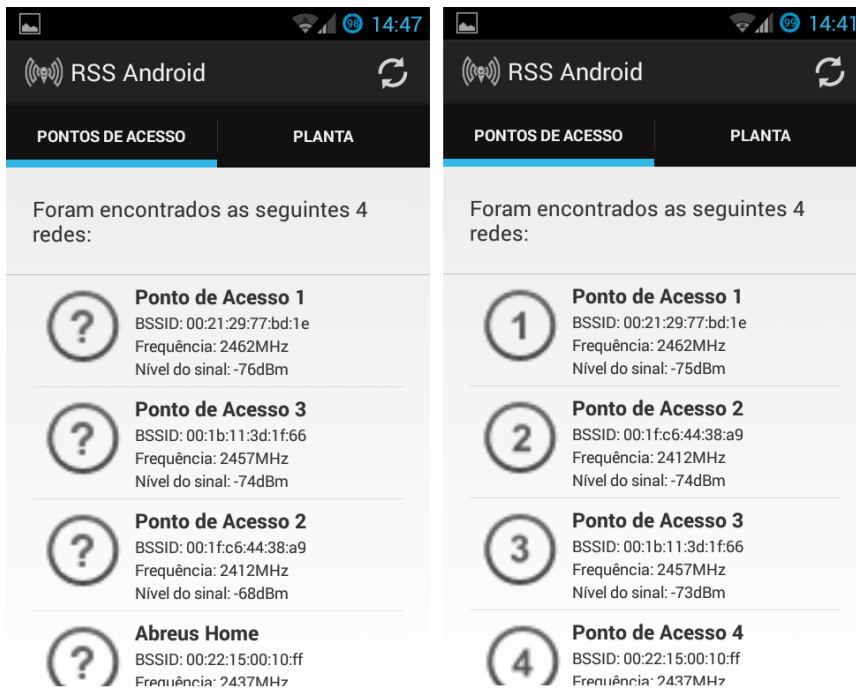 98 14:47
RSS Android
PONTOS DE ACESSO PLANTA
Foram encontrados as seguintes 4
redes:
?
Ponto de Acesso 1
BSSID: 00:21:29:77:bd:1e
Frequência: 2462MHz
Nível do sinal: -76dBm
?
Ponto de Acesso 3
BSSID: 00:1b:11:3d:1f:66
Frequência: 2457MHz
Nível do sinal: -74dBm
?
Ponto de Acesso 2
BSSID: 00:1f:c6:44:38:a9
Frequência: 2412MHz
Nível do sinal: -68dBm
?
Abreus Home
BSSID: 00:22:15:00:10:ff
Frequência: 2437MHz
99 14:41
RSS Android
PONTOS DE ACESSO PLANTA
Foram encontrados as seguintes 4
redes:
1
Ponto de Acesso 1
BSSID: 00:21:29:77:bd:1e
Frequência: 2462MHz
Nível do sinal: -75dBm
2
Ponto de Acesso 2
BSSID: 00:1f:c6:44:38:a9
Frequência: 2412MHz
Nível do sinal: -74dBm
3
Ponto de Acesso 3
BSSID: 00:1b:11:3d:1f:66
Frequência: 2457MHz
Nível do sinal: -73dBm
4
Ponto de Acesso 4
BSSID: 00:22:15:00:10:ff
Frequência: 2437MHz